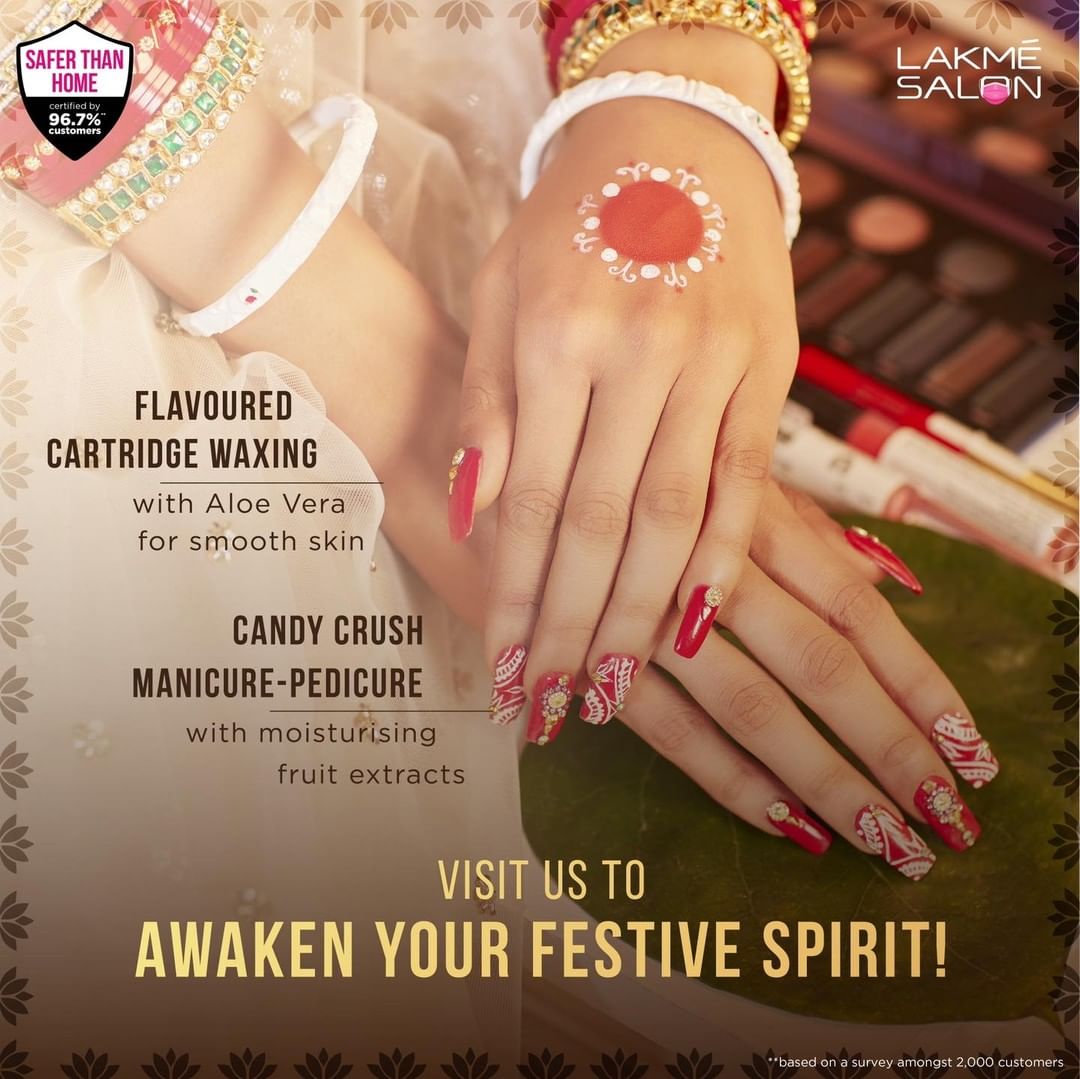 SAFER THAN
HOME
certified by
96.7%**
customers
LAKMÉ
SALON
FLAVOURED
CARTRIDGE WAXING
with Aloe Vera
for smooth skin
CANDY CRUSH
MANICURE-PEDICURE
with moisturising
fruit extracts
VISIT US TO
AWAKEN YOUR FESTIVE SPIRIT!
**based on a survey amongst 2,000 customers